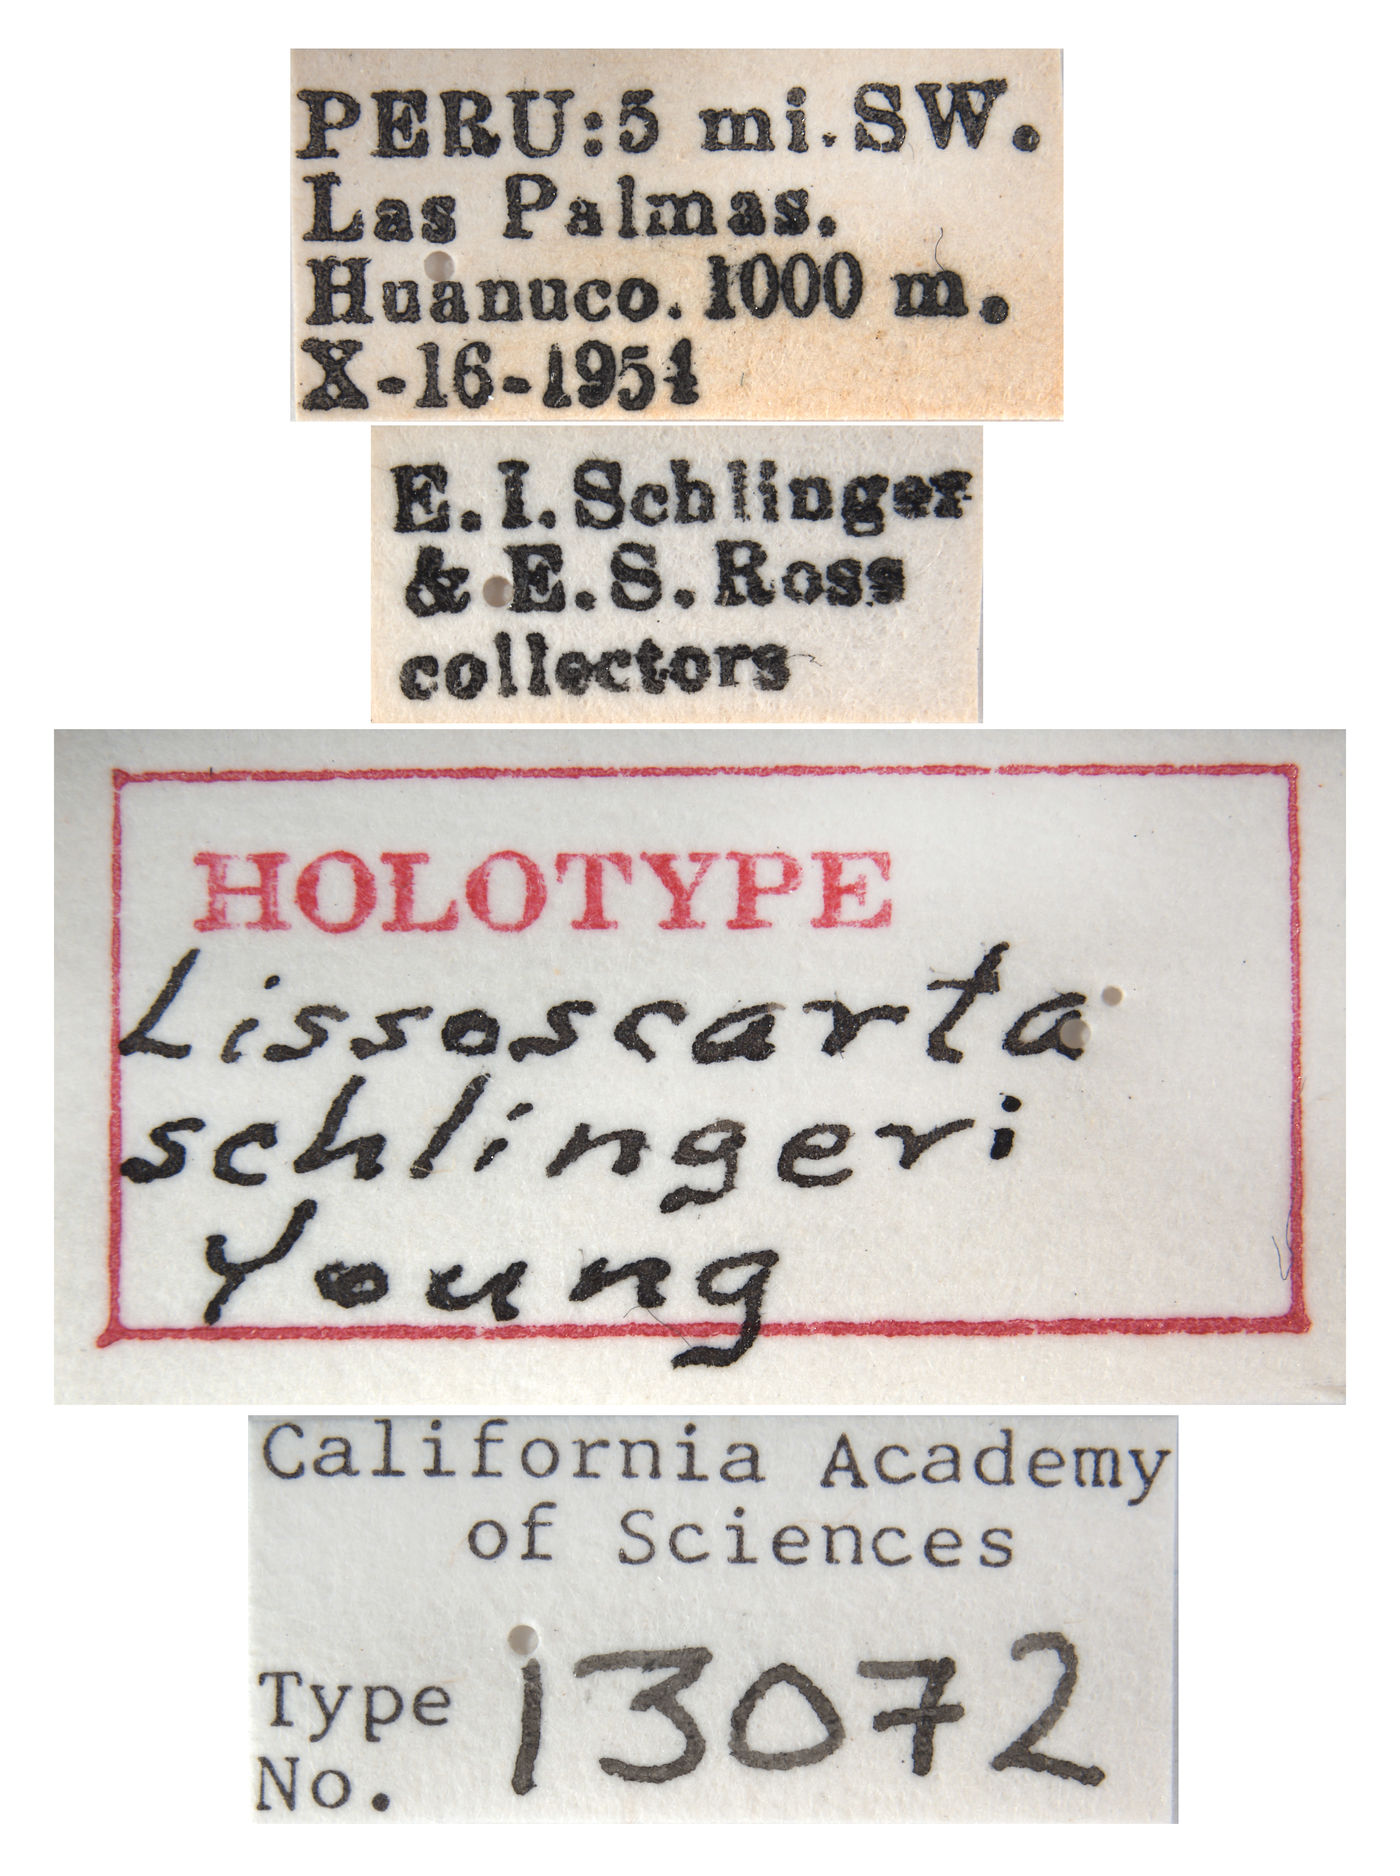 PERU:5 mi. SW.
Las Palmas.
Huanuco. 1000 m.
X-16-1954
E.I. Schlinger
& E.S. Ross
collectors
HOLOTYPE
Lissoscarta
schlingeri
Young
California Academy
of Sciences
Type
No. 13072